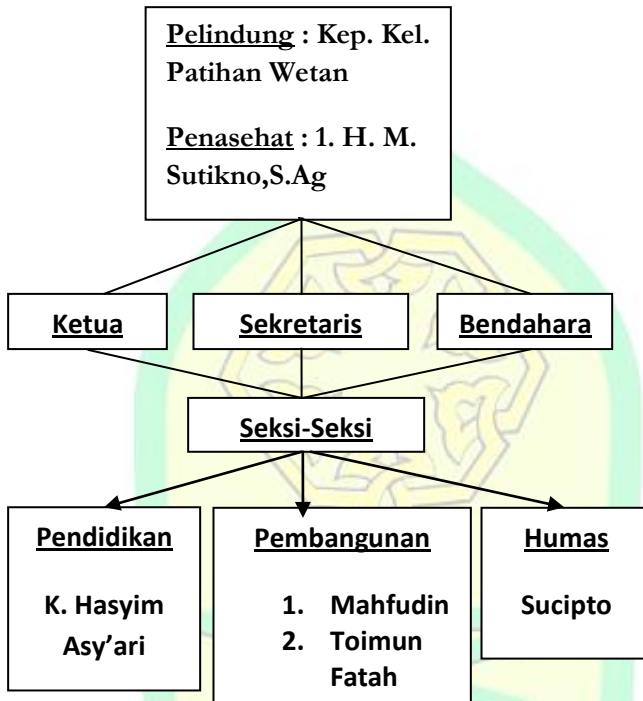 Pelindung : Kep. Kel.
Patihan Wetan
Penasehat : 1. H. M.
Sutikno,S.Ag
Ketua
Sekretaris
Bendahara
Seksi-Seksi
Pendidikan
K. Hasyim
Asy’ari
Pembangunan
1. Mahfudin
2. Toimun
Fatah
Humas
Sucipto